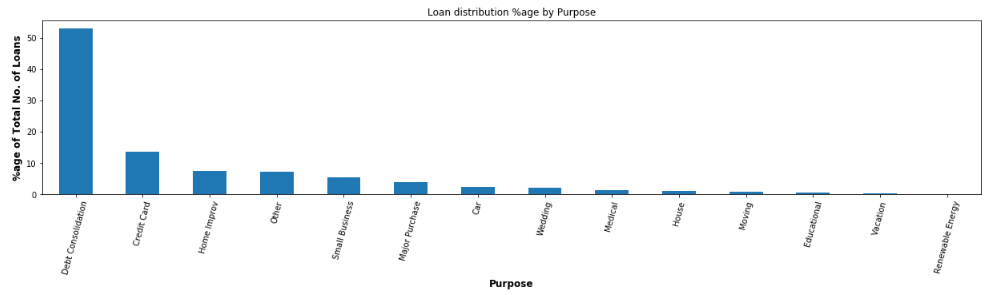 Loan distribution %age by Purpose
%age of Total No. of Loans
50
40
30
20
10
0
Debt Consolidation
Credit Card
Home Improv
Other
Small Business
Major Purchase
Car
Wedding
Medical
House
Moving
Educational
Vacation
Renewable Energy
Purpose